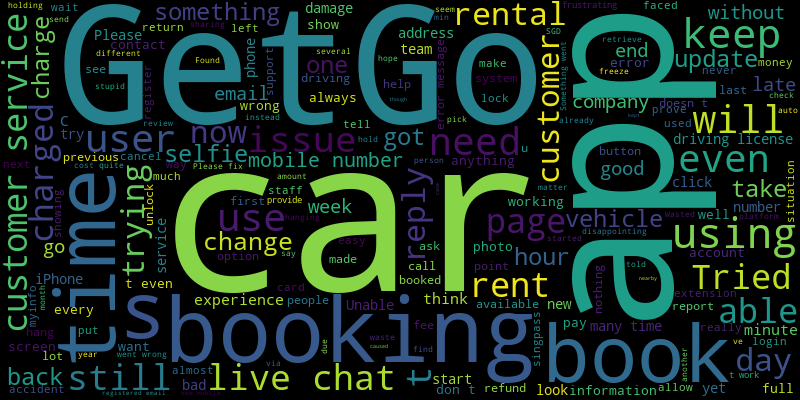 holding
wait
Please
something
damage
show
rental
seem
min
faced
frustrating
keep
without
send
return
left
address
team
end
SGD
retrieve
update
contact
different
see
stupid
sharing
Found
phone
support
one
several
driving
hope
make
system
error
freeze
money
never
customer service
charge
GetGo
app
email
wrong
always
help
lock
error message
customer
Something went
company
doesn t
last
late
check
register
review
instead
tell
though
pick
already
prove
used
auto
will
C
try
charged
user
now
issue
got
need
kept
driving license
previous
cancel
selfie
mobile number
u
button
good
even
next
cost quite
way
Please fix
anything
hold
person
working
matter
click
take
situation
much
amount
staff
provide
first
week
reply
showing
time
trying
unlock
service
car
use
page
vehicle
well
number
wasted
platform
started
disappointing
using
change
option
easy
made
say
hanging
ask
photo
hour
told
account
go
iPhone
call
point
rent
nearby
nothing
Tried
myinfo
month
every
t even
experience
people
card
Unable
booked
think
available
new
extension
report
able
hang
put
s
booking
fee
singpass
pay
many time
really
minute
screen
year
want
waste
caused
due
ve
login
lot
went wrong
almost
via
find
book
another
t work
day
back
still
live chat
t
start
look
information
allow
yet
accident
registered email
bad
refund
don t
full